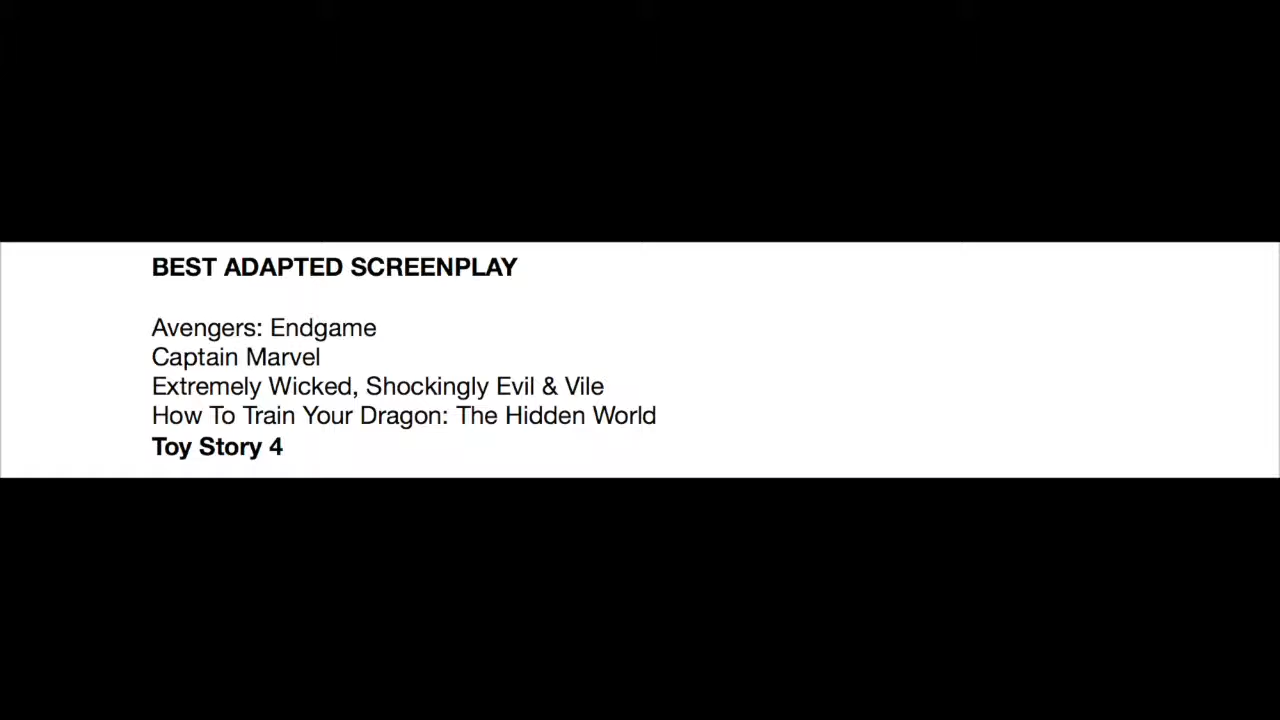 BEST ADAPTED SCREENPLAY
Avengers: Endgame
Captain Marvel
Extremely Wicked, Shockingly Evil & Vile
How To Train Your Dragon: The Hidden World
Toy Story 4